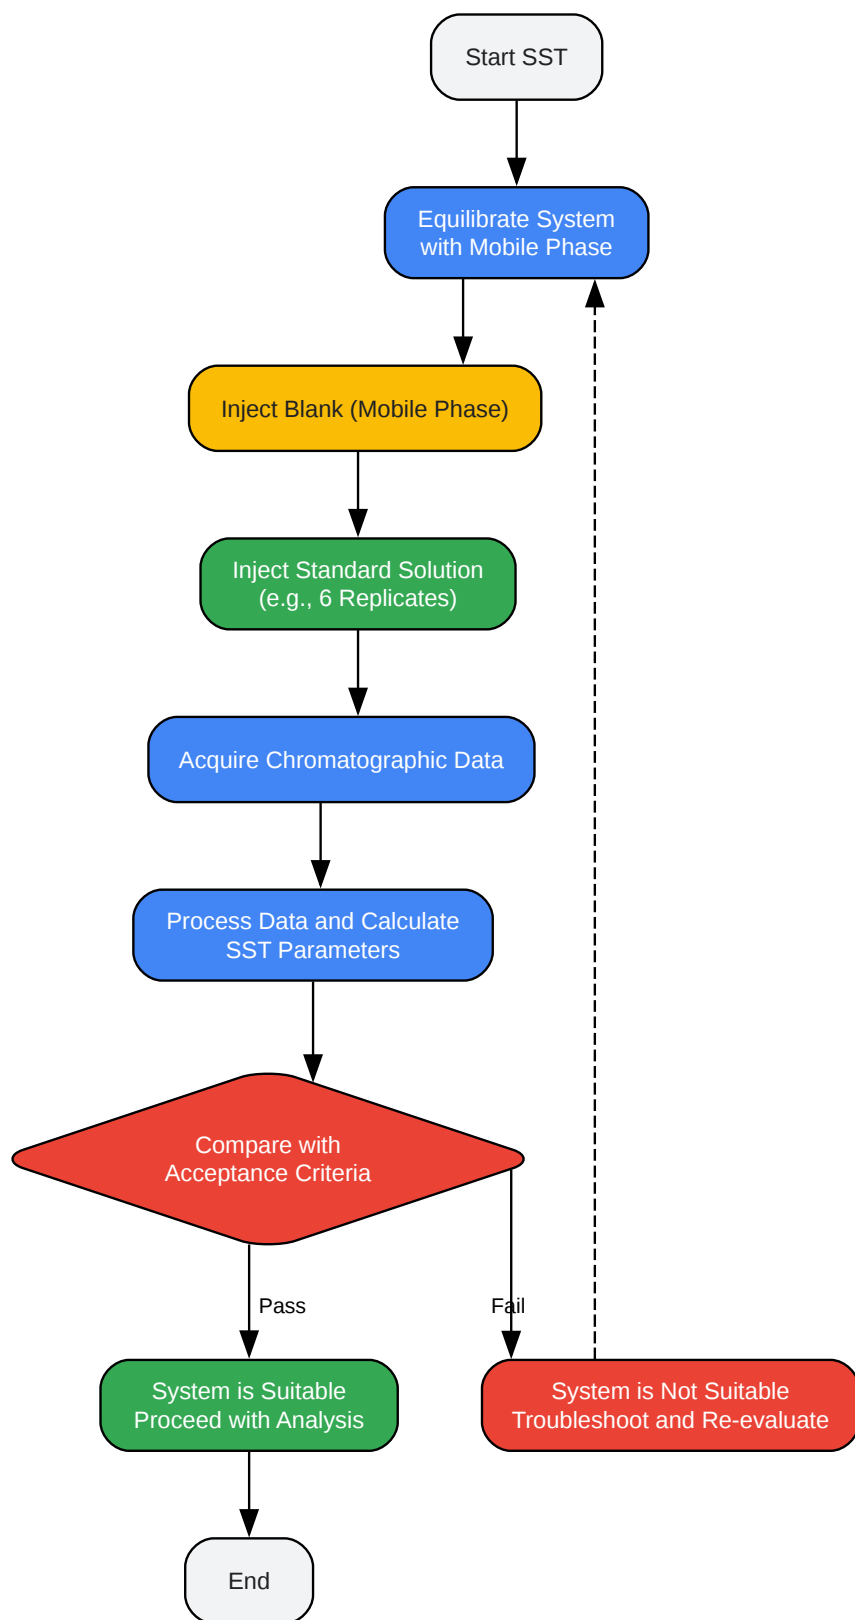 Start SST
Equilibrate System
with Mobile Phase
Inject Blank (Mobile Phase)
Inject Standard Solution
(e.g., 6 Replicates)
Acquire Chromatographic Data
Process Data and Calculate
SST Parameters
Compare with
Acceptance Criteria
Pass
Fail
System is Suitable
Proceed with Analysis
System is Not Suitable
Troubleshoot and Re-evaluate
End